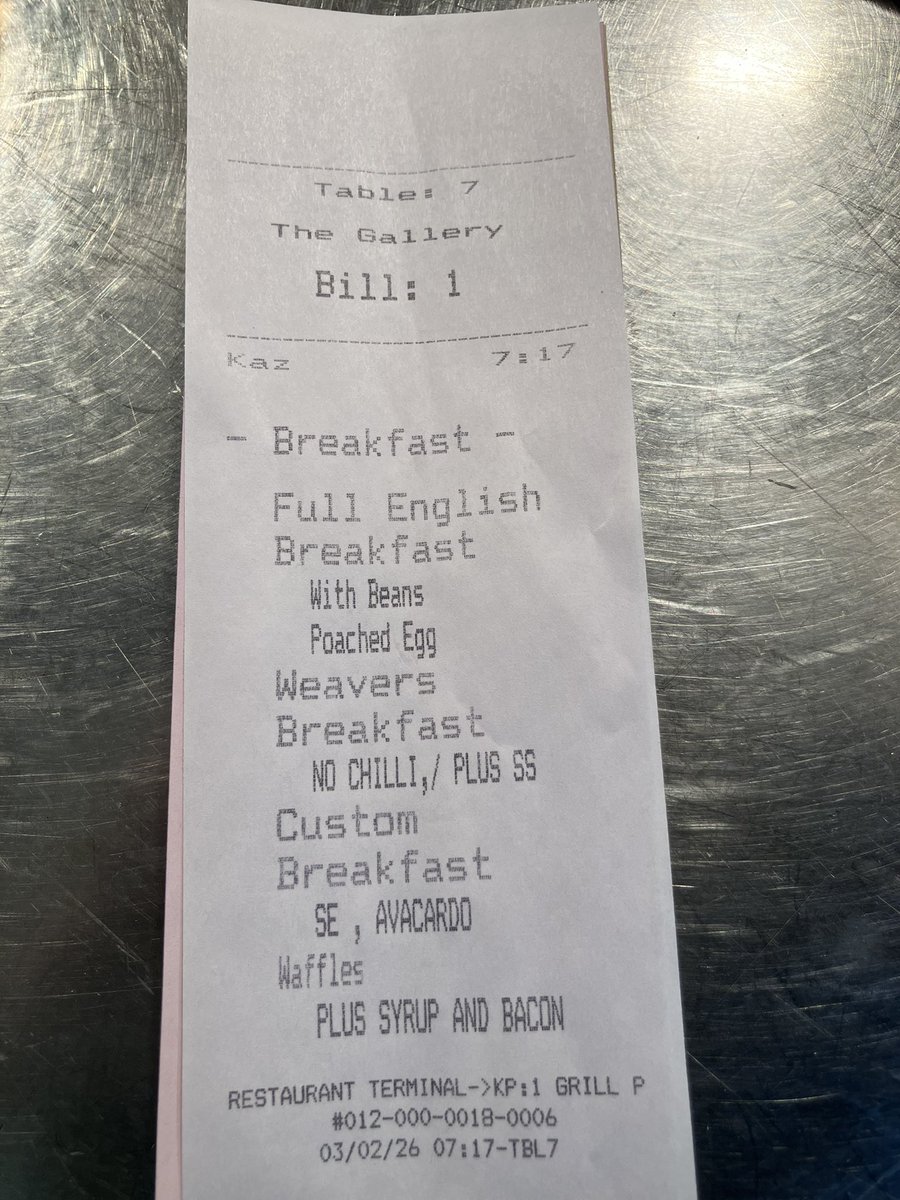 Table: 7
The Gallery
Bill: 1
Kaz 7:17
- Breakfast -
Full English
Breakfast
With Beans
Poached Egg
Weavers
Breakfast
NO CHILLI,/ PLUS SS
Custom
Breakfast
SE , AVACARDO
Waffles
PLUS SYRUP AND BACON
RESTAURANT TERMINAL->KP:1 GRILL P
#012-000-0018-0006
03/02/26 07:17-TBL7